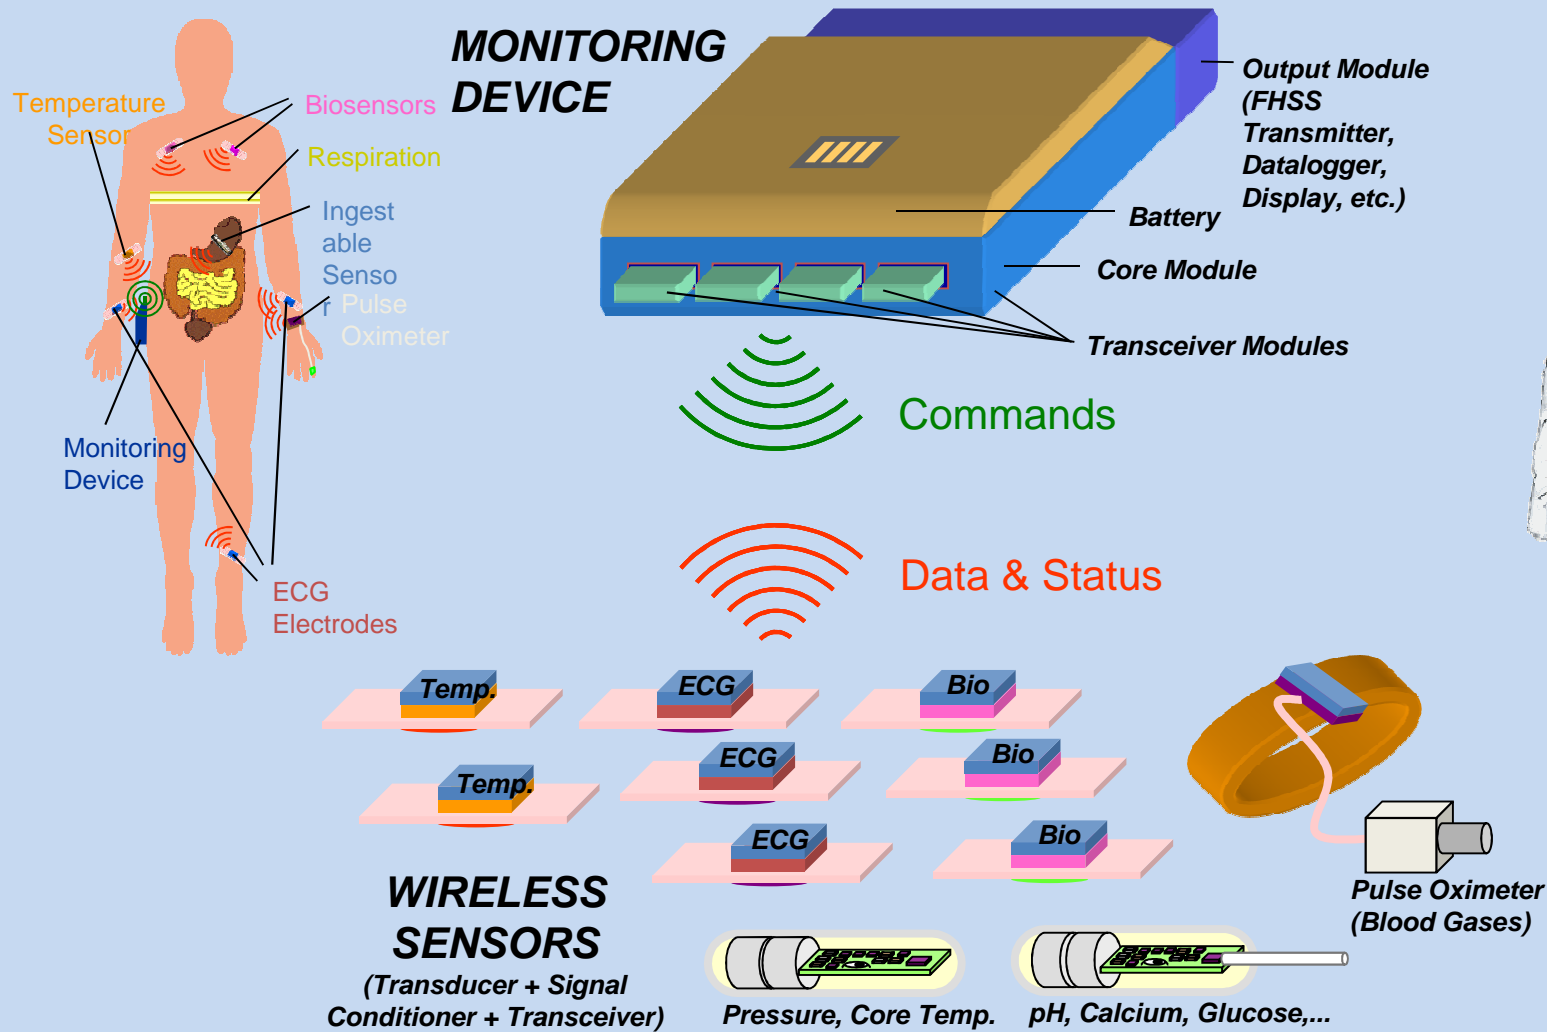 MONITORING
DEVICE
Output Module
(FHSS
Transmitter,
Datalogger,
Display, etc.)
Battery
Core Module
Transceiver Modules
Temperature
Sensor
Biosensors
Respiration
Ingest
able
Senso
r
Pulse
Oximeter
Monitoring
Device
ECG
Electrodes
Commands
Data & Status
Temp.
ECG
Bio
Temp.
ECG
Bio
ECG
Bio
WIRELESS
SENSORS
(Transducer + Signal
Conditioner + Transceiver)
Pressure, Core Temp.
pH, Calcium, Glucose,...
Pulse Oximeter
(Blood Gases)